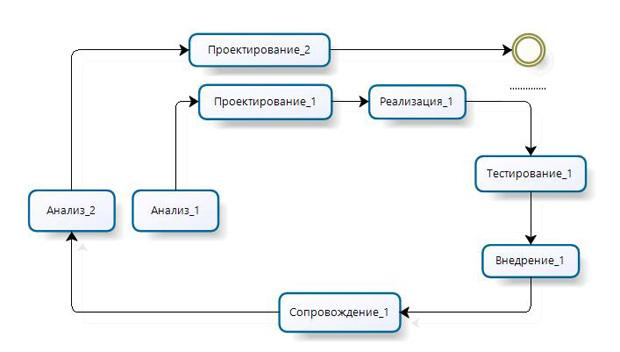 Проектирование_2
Проектирование_1
Реализация_1
Тестирование_1
Анализ_2
Анализ_1
Внедрение_1
Сопровождение_1